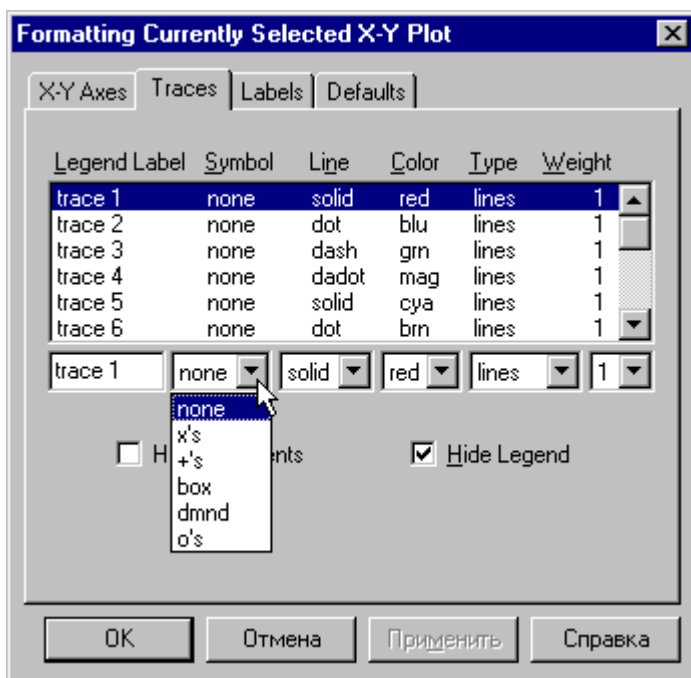 Formatting Currently Selected X-Y Plot
X-Y Axes Traces Labels Defaults
Legend Label Symbol Line Color Type Weight
trace 1 none solid red lines 1
trace 2 none dot blu lines 1
trace 3 none dash grn lines 1
trace 4 none dadot mag lines 1
trace 5 none solid cya lines 1
trace 6 none dot brn lines 1
trace 1 none solid red lines 1
none
x's
+'s
box
dmnd
o's
Hide Legend
OK Отмена Применить Справка